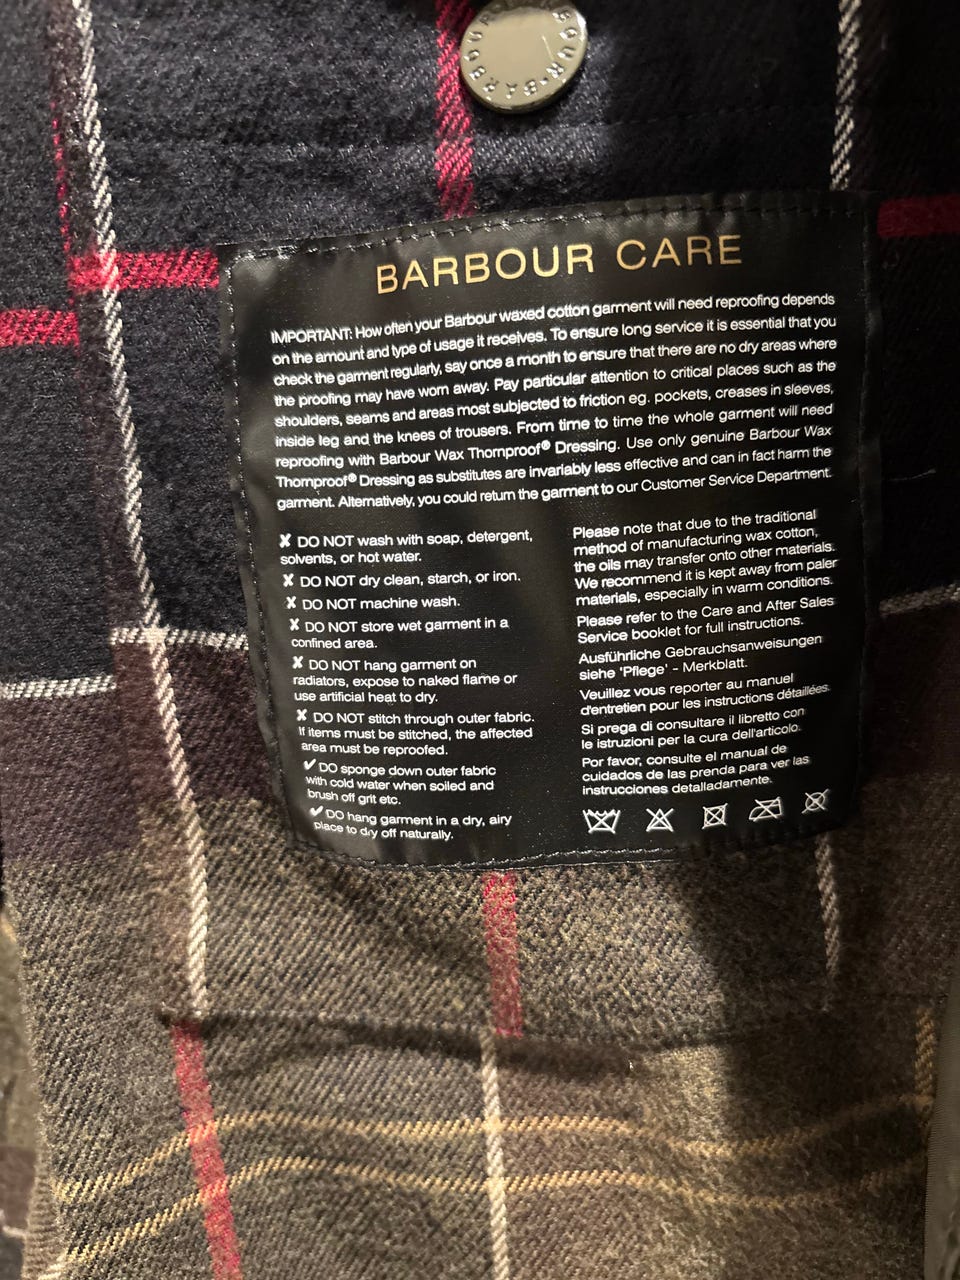 BARBOUR · BARBOUR
BARBOUR CARE
IMPORTANT: How often your Barbour waxed cotton garment will need reproofing depends
on the amount and type of usage it receives. To ensure long service it is essential that you
check the garment regularly, say once a month to ensure that there are no dry areas where
the proofing may have worn away. Pay particular attention to critical places such as the
shoulders, seams and areas most subjected to friction eg. pockets, creases in sleeves,
inside leg and the knees of trousers. From time to time the whole garment will need
reproofing with Barbour Wax Thornproof® Dressing. Use only genuine Barbour Wax
Thornproof® Dressing as substitutes are invariably less effective and can in fact harm the
garment. Alternatively, you could return the garment to our Customer Service Department.
✘ DO NOT wash with soap, detergent,
solvents, or hot water.
✘ DO NOT dry clean, starch, or iron.
✘ DO NOT machine wash.
✘ DO NOT store wet garment in a
confined area.
✘ DO NOT hang garment on
radiators, expose to naked flame or
use artificial heat to dry.
✘ DO NOT stitch through outer fabric.
If items must be stitched, the affected
area must be reproofed.
✔ DO sponge down outer fabric
with cold water when soiled and
brush off grit etc.
✔ DO hang garment in a dry, airy
place to dry off naturally.
Please note that due to the traditional
method of manufacturing wax cotton,
the oils may transfer onto other materials.
We recommend it is kept away from paler
materials, especially in warm conditions.
Please refer to the Care and After Sales
Service booklet for full instructions.
Ausführliche Gebrauchsanweisungen
siehe 'Pflege' - Merkblatt.
Veuillez vous reporter au manuel
d'entretien pour les instructions détaillées.
Si prega di consultare il libretto con
le istruzioni per la cura dell'articolo.
Por favor, consulte el manual de
cuidados de las prenda para ver las
instrucciones detalladamente.